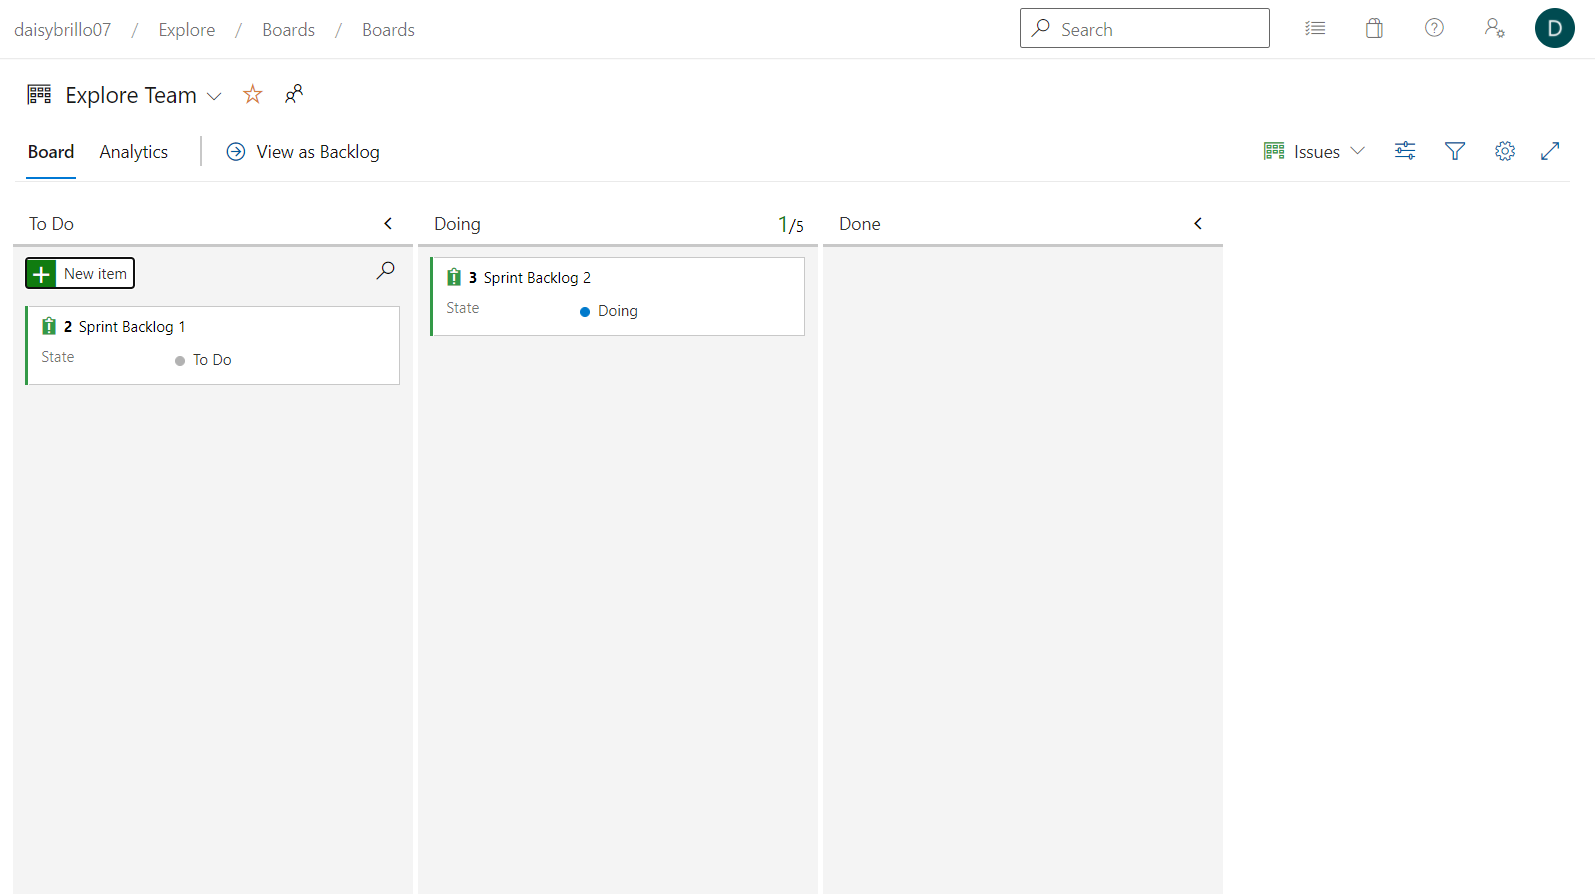 daisybrillo07 / Explore / Boards / Boards
Search
D
Explore Team
Board Analytics View as Backlog Issues
To Do Doing 1/5 Done
New item
2 Sprint Backlog 1
State To Do
3 Sprint Backlog 2
State Doing